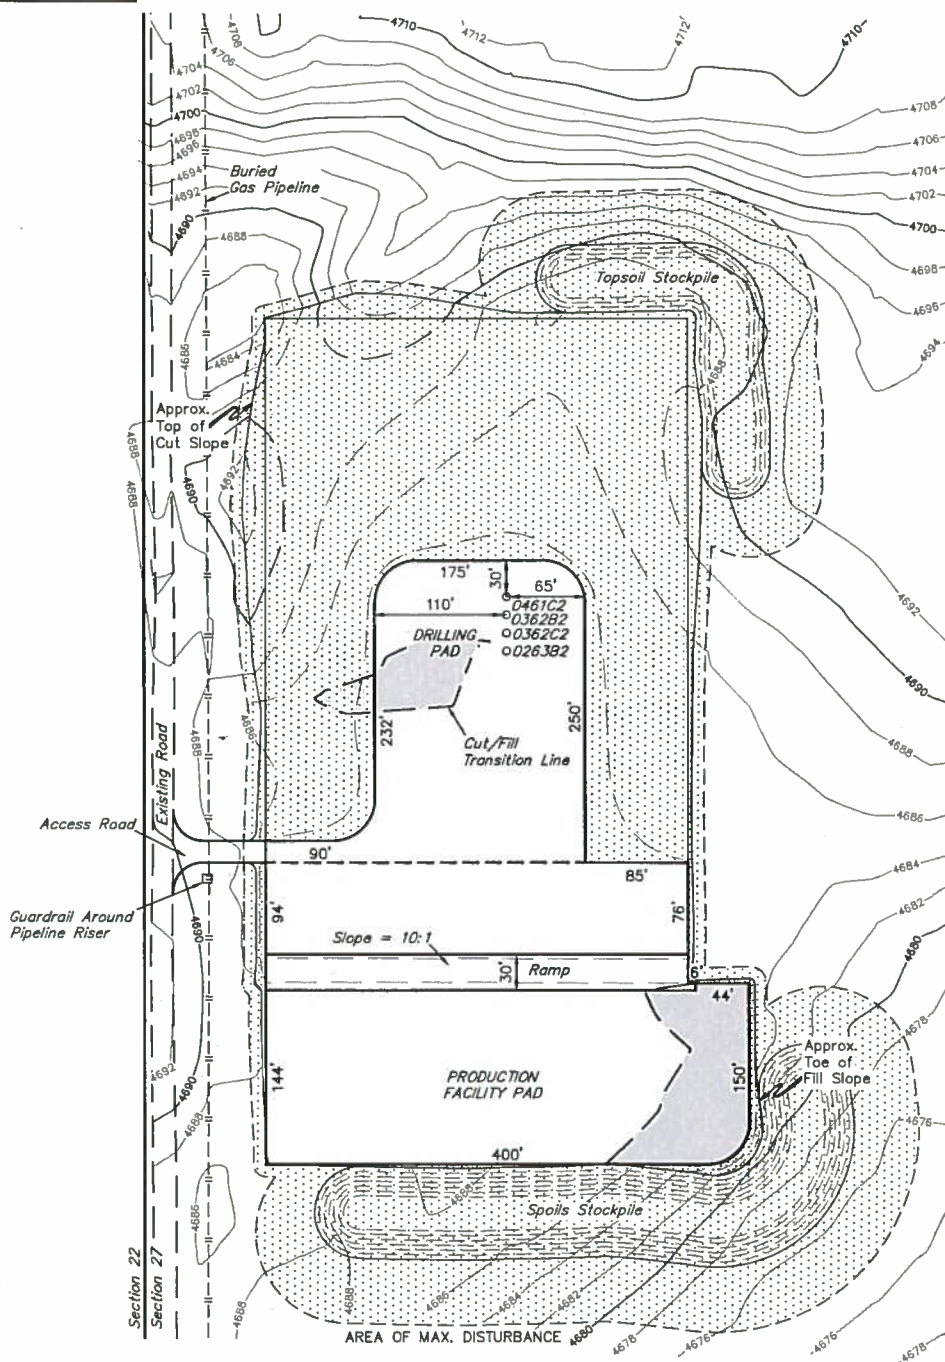 4710
4712
4712'
4710
4708
4706
4704
4702
4700
4698
4696
4694
4692
4690
4688
4686
4684
4708
4706
4704
4702
4700
4698
4696
4694
Buried
Gas Pipeline
Topsoil Stockpile
4688
Approx.
Top of
Cut Slope
4688
4688
4690
4692
175'
30'
65'
110'
0461C2
0362B2
0362C2
0263B2
DRILLING
PAD
232'
250'
Cut/Fill
Transition Line
4692
4690
4688
4686
4684
4682
4680
4678
4676
4686
4688
Existing Road
Access Road
90'
85'
Guardrail Around
Pipeline Riser
4690
94'
76'
Slope = 10:1
30'
Ramp
6'
44'
Approx.
Toe of
Fill Slope
144'
150'
PRODUCTION
FACILITY PAD
400'
4692
4690
4688
4686
4688
Spoils Stockpile
Section 22
Section 27
4688
4688
4686
4684
4682
4680
4678
4676
4676
4678
AREA OF MAX. DISTURBANCE